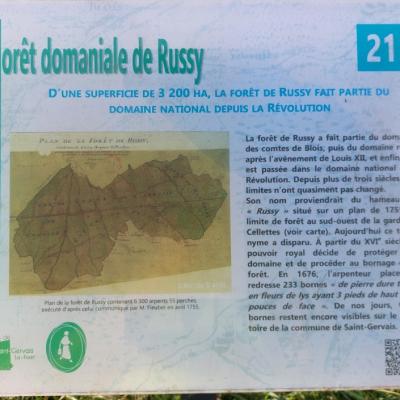 orêt domaniale de Russy
21
D'UNE SUPERFICIE DE 3 200 HA, LA FORÊT DE RUSSY FAIT PARTIE DU
DOMAINE NATIONAL DEPUIS LA RÉVOLUTION
PLAN DE LA FORÊT DE RUSSY,
Plan de la forêt de Russy contenant 6 300 arpents 55 perches,
exécuté d'après celui communiqué par M. Fleuber en avril 1755.
La forêt de Russy a fait partie du dom
des comtes de Blois, puis du domaine r
après l'avènement de Louis XII, et enfin
est passée dans le domaine national
Révolution. Depuis plus de trois siècles
limites n'ont quasiment pas changé.
Son nom proviendrait du hameau
« Russy » situé sur un plan de 175
limite de forêt au sud-ouest de la gard
Cellettes (voir carte). Aujourd'hui ce t
nyme a disparu. À partir du XVIe siècl
pouvoir royal décide de protéger
domaine et de procéder au bornage
forêt. En 1676, l'arpenteur place
redresse 233 bornes « de pierre dure t
en fleurs de lys ayant 3 pieds de haut
pouces de face ». De nos jours,
bornes restent encore visibles sur le
toire de la commune de Saint-Gervais.
int-Gervais
La-Forêt